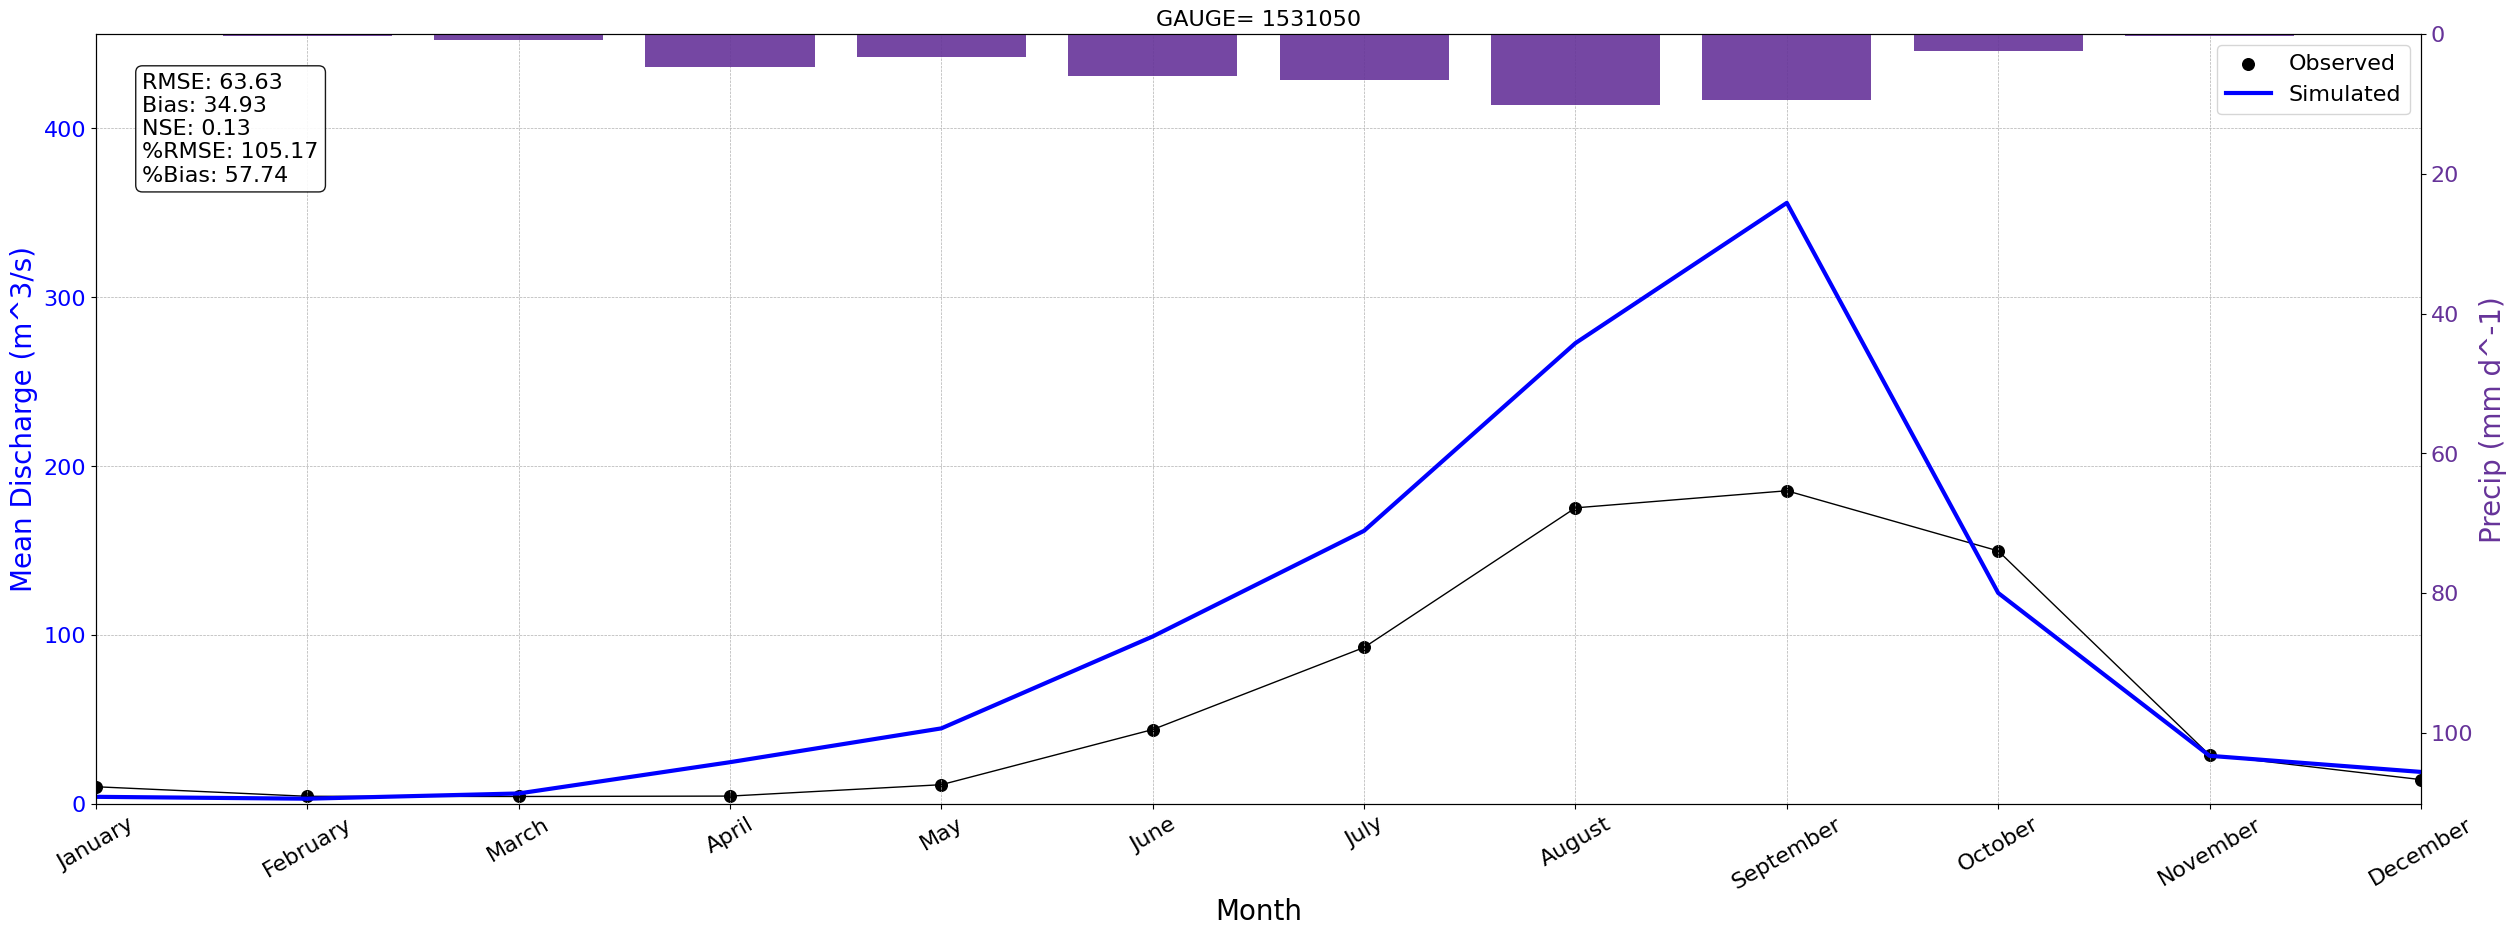 GAUGE= 1531050
RMSE: 63.63
Bias: 34.93
NSE: 0.13
%RMSE: 105.17
%Bias: 57.74
Observed
Simulated
Mean Discharge (m^3/s)
400
300
200
100
0
Precip (mm d^-1)
0
20
40
60
80
100
January
February
March
April
May
June
July
August
September
October
November
December
Month